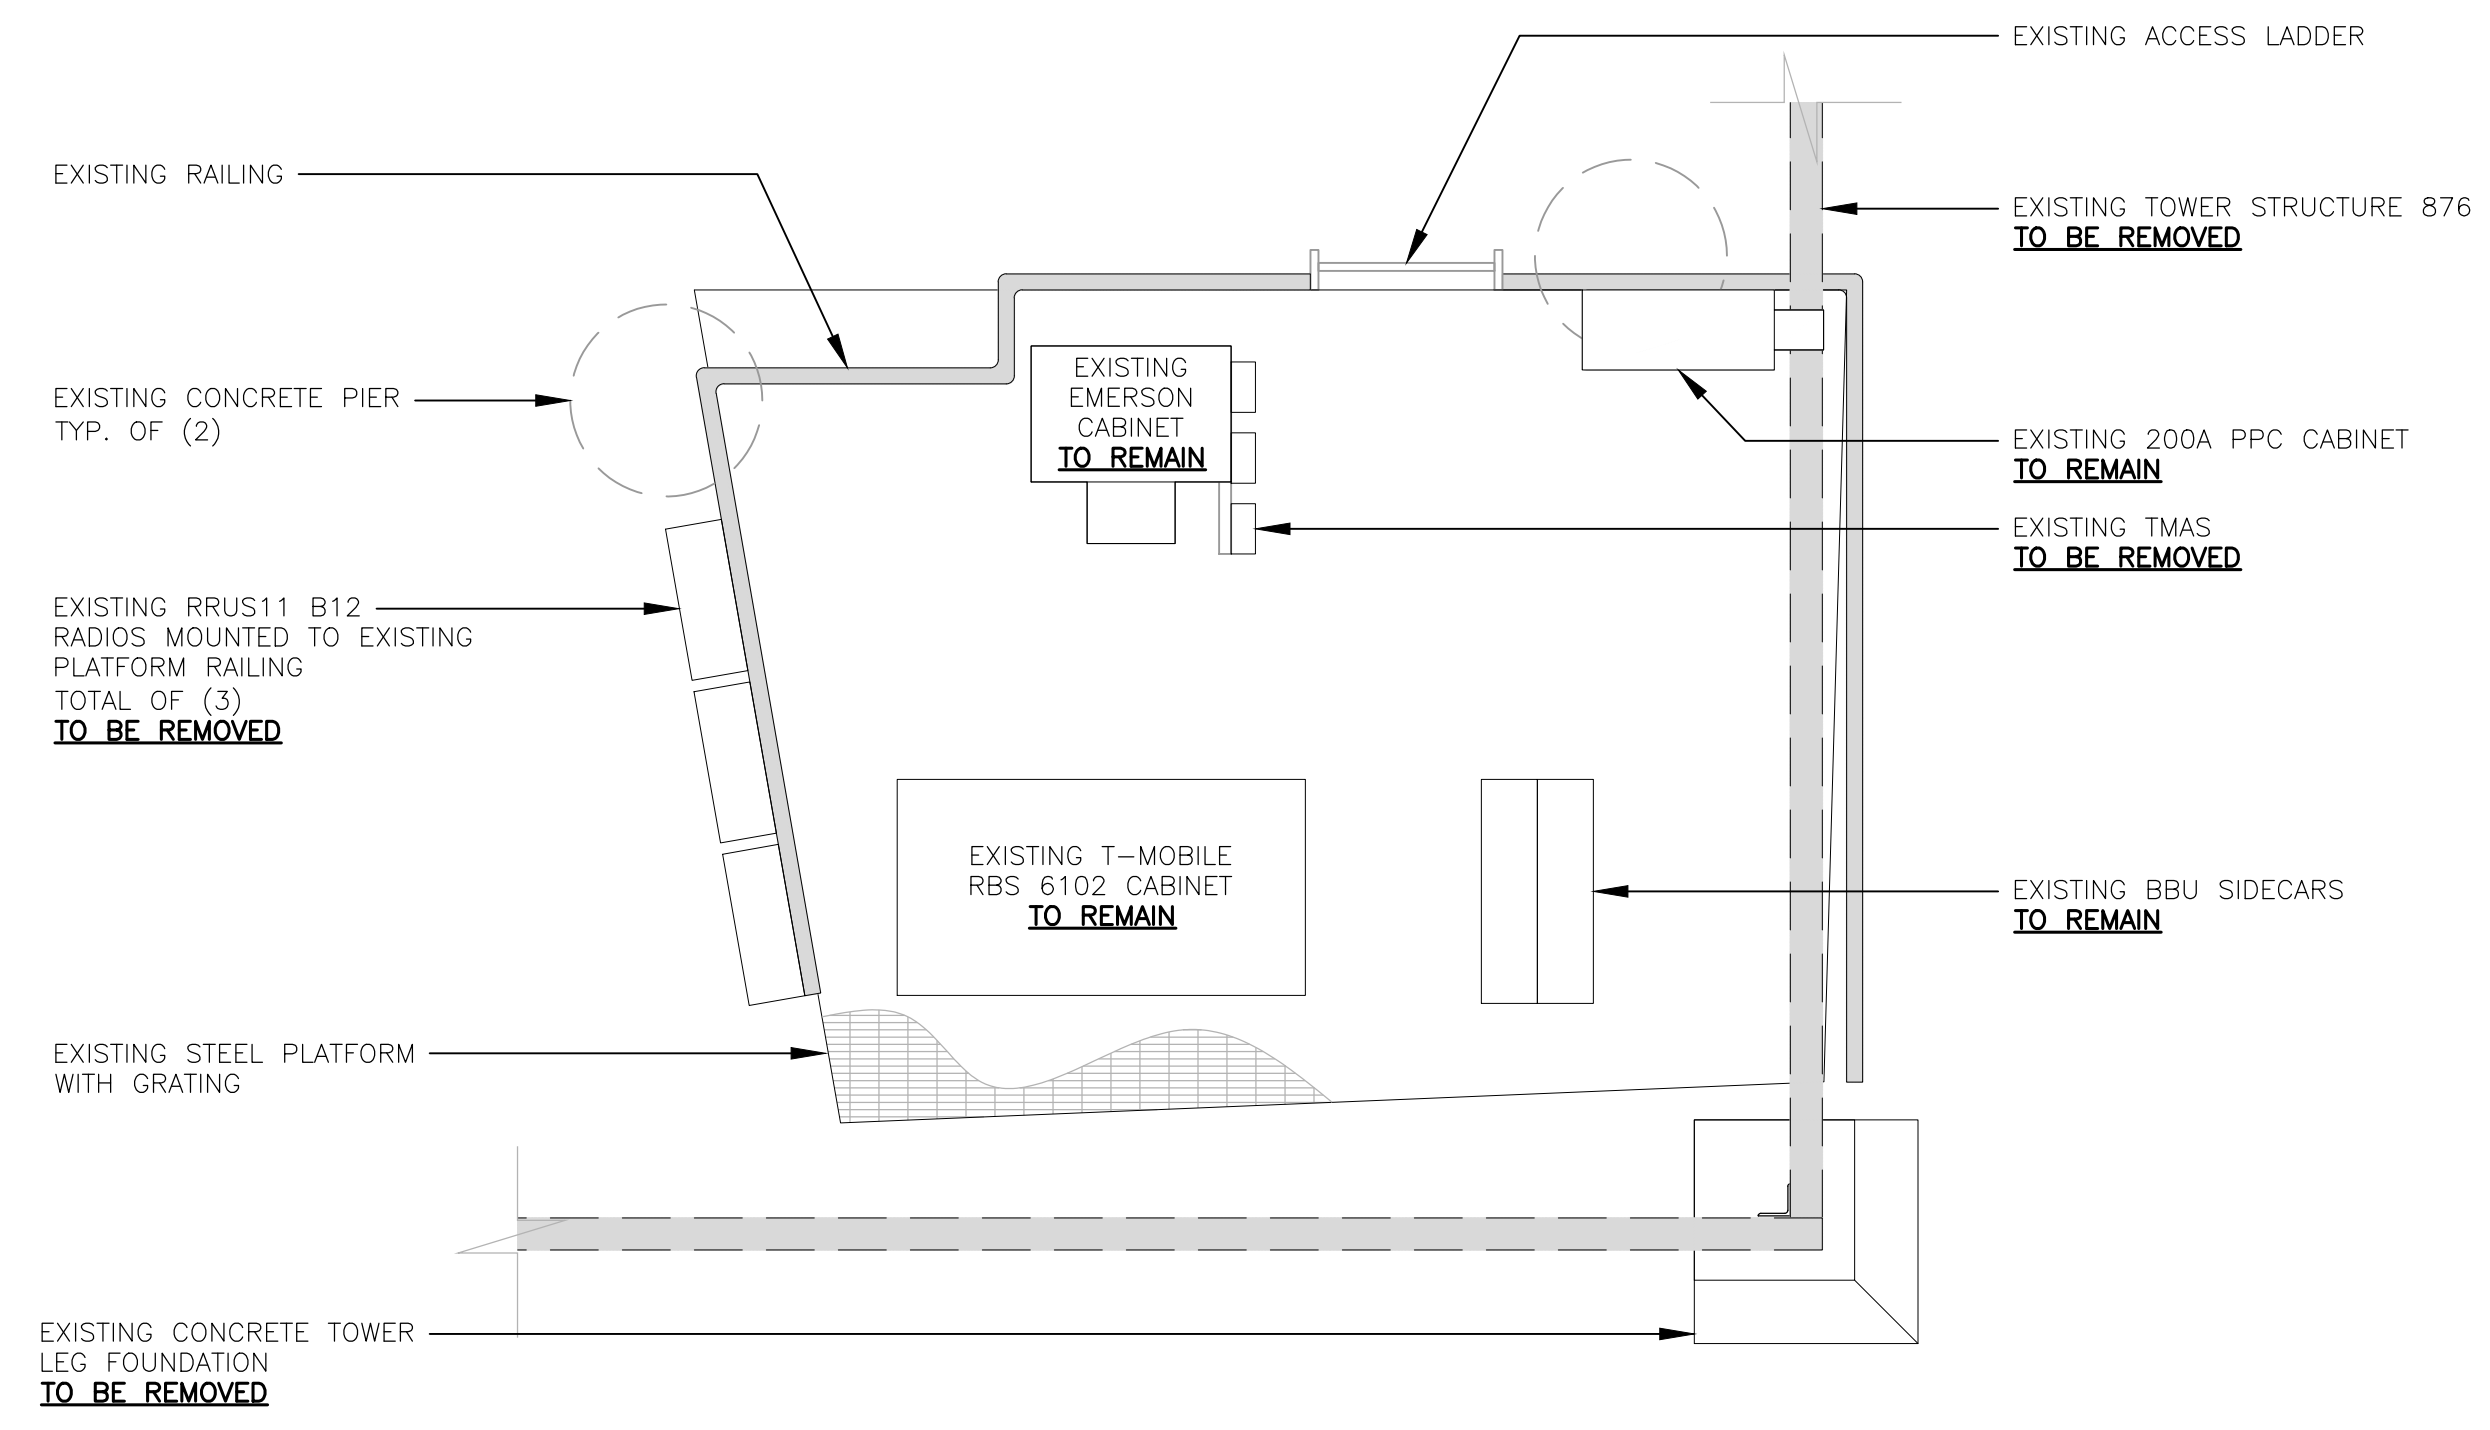 EXISTING ACCESS LADDER
EXISTING RAILING
EXISTING TOWER STRUCTURE 876
TO BE REMOVED
EXISTING CONCRETE PIER
TYP. OF (2)
EXISTING
EMERSON
CABINET
TO REMAIN
EXISTING 200A PPC CABINET
TO REMAIN
EXISTING TMAS
TO BE REMOVED
EXISTING RRUS11 B12
RADIOS MOUNTED TO EXISTING
PLATFORM RAILING
TOTAL OF (3)
TO BE REMOVED
EXISTING T-MOBILE
RBS 6102 CABINET
TO REMAIN
EXISTING BBU SIDECARS
TO REMAIN
EXISTING STEEL PLATFORM
WITH GRATING
EXISTING CONCRETE TOWER
LEG FOUNDATION
TO BE REMOVED